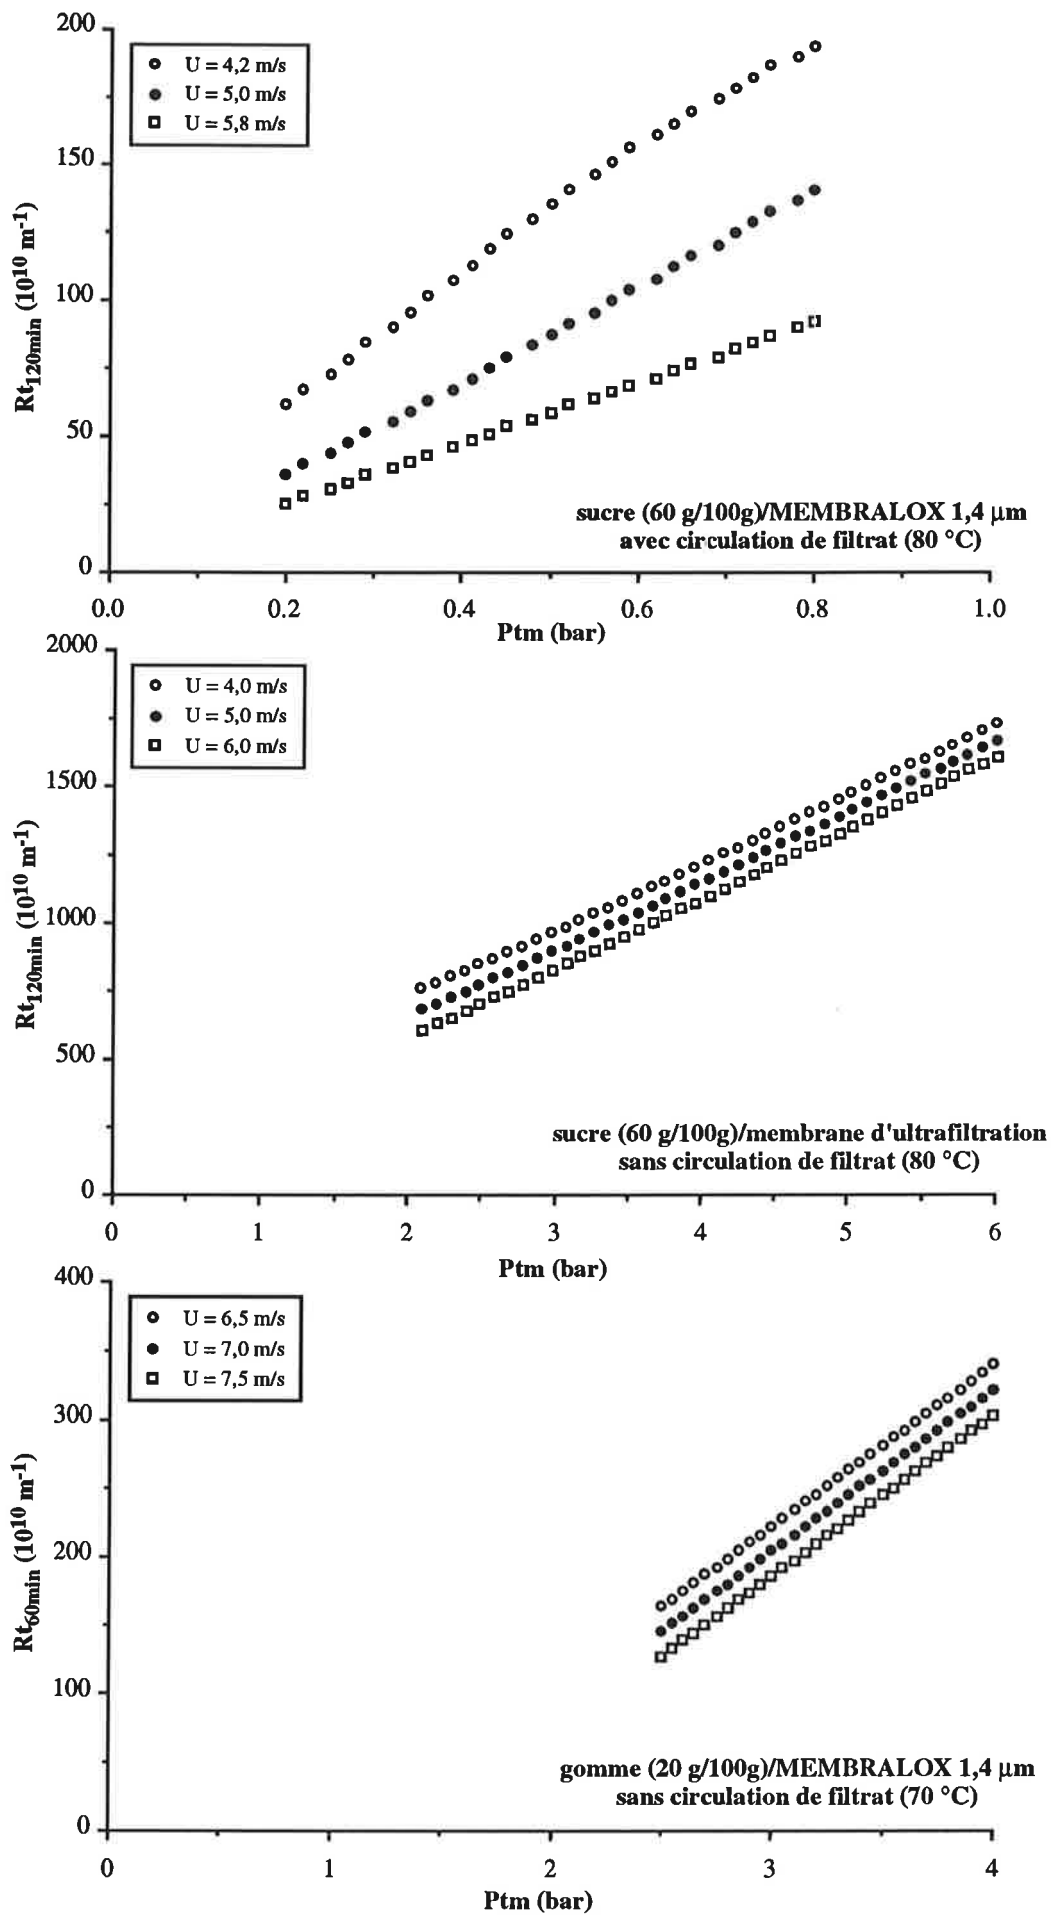 200
U = 4,2 m/s
U = 5,0 m/s
U = 5,8 m/s
150
100
50
0
Rt120min (10^10 m^-1)
sucre (60 g/100g)/MEMBRALOX 1,4 µm
avec circulation de filtrat (80 °C)
0.0 0.2 0.4 0.6 0.8 1.0
Ptm (bar)
2000
U = 4,0 m/s
U = 5,0 m/s
U = 6,0 m/s
1500
1000
500
0
Rt120min (10^10 m^-1)
sucre (60 g/100g)/membrane d'ultrafiltration
sans circulation de filtrat (80 °C)
0 1 2 3 4 5 6
Ptm (bar)
400
U = 6,5 m/s
U = 7,0 m/s
U = 7,5 m/s
300
200
100
0
Rt60min (10^10 m^-1)
gomme (20 g/100g)/MEMBRALOX 1,4 µm
sans circulation de filtrat (70 °C)
0 1 2 3 4
Ptm (bar)